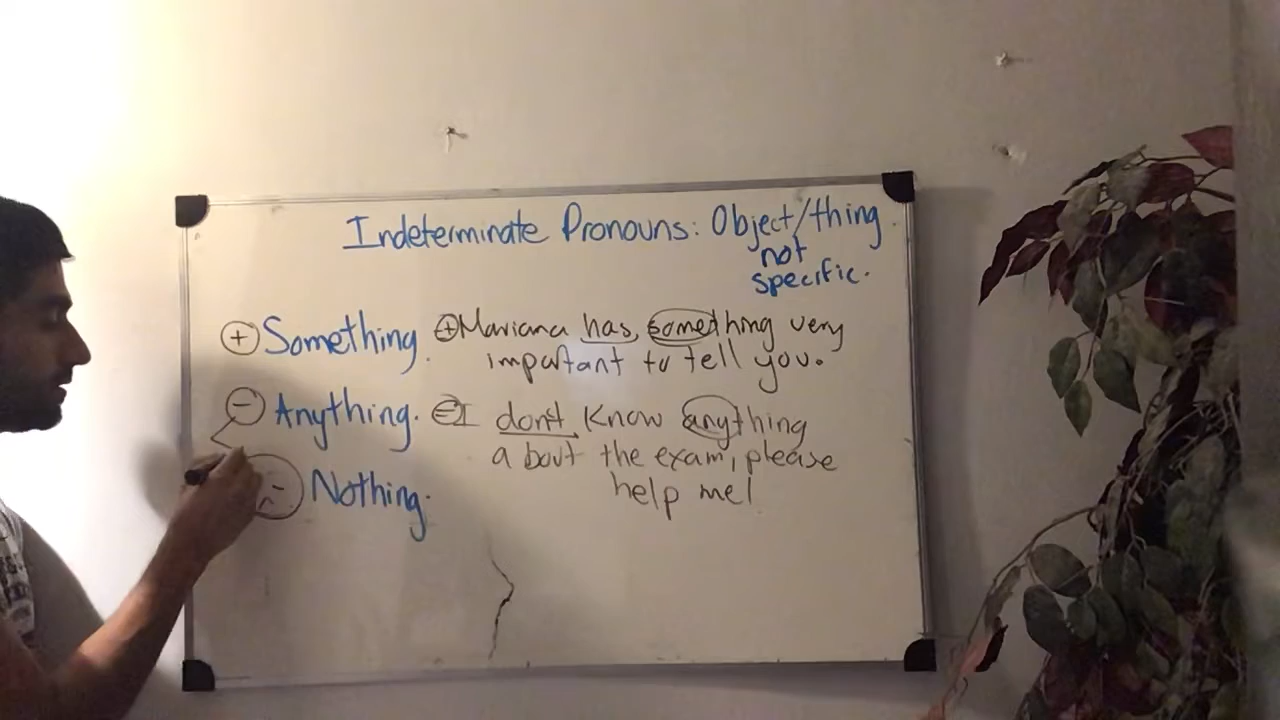 Indeterminate Pronouns: Object/thing
not
specific.
+ Something. + Mariana has something very
important to tell you.
- Anything. - I don't know anything
about the exam, please
help me!
Nothing.